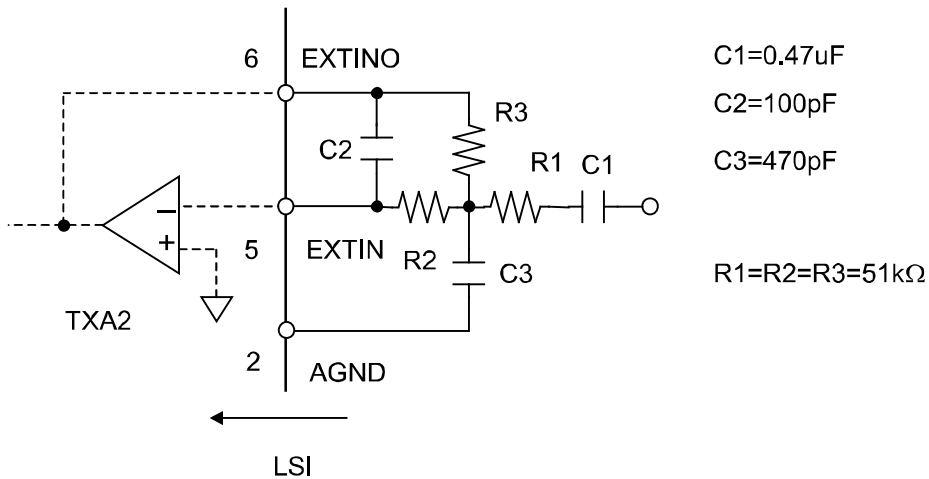 6 EXTINO
C1=0.47uF
C2=100pF
R3
C2
R1 C1
C3=470pF
−
+
5 EXTIN
R2
C3
R1=R2=R3=51kΩ
TXA2
2 AGND
LSI